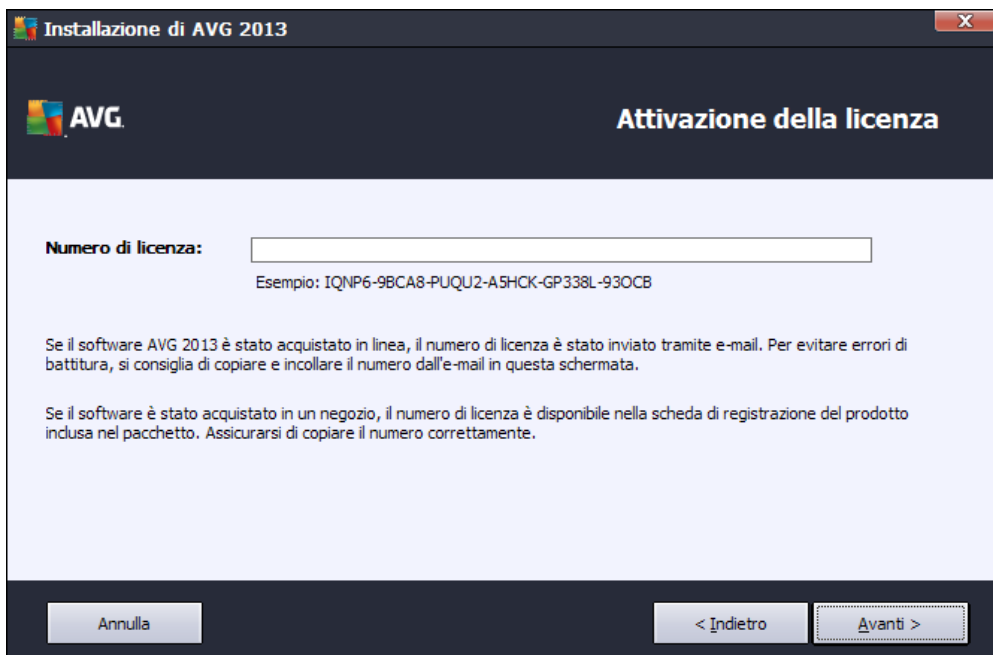 Installazione di AVG 2013
X
AVG.
Attivazione della licenza
Numero di licenza:
Esempio: IQNP6-9BCA8-PUQU2-A5HCK-GP338L-93OCB
Se il software AVG 2013 è stato acquistato in linea, il numero di licenza è stato inviato tramite e-mail. Per evitare errori di
battitura, si consiglia di copiare e incollare il numero dall'e-mail in questa schermata.
Se il software è stato acquistato in un negozio, il numero di licenza è disponibile nella scheda di registrazione del prodotto
inclusa nel pacchetto. Assicurarsi di copiare il numero correttamente.
Annulla
< Indietro
Avanti >